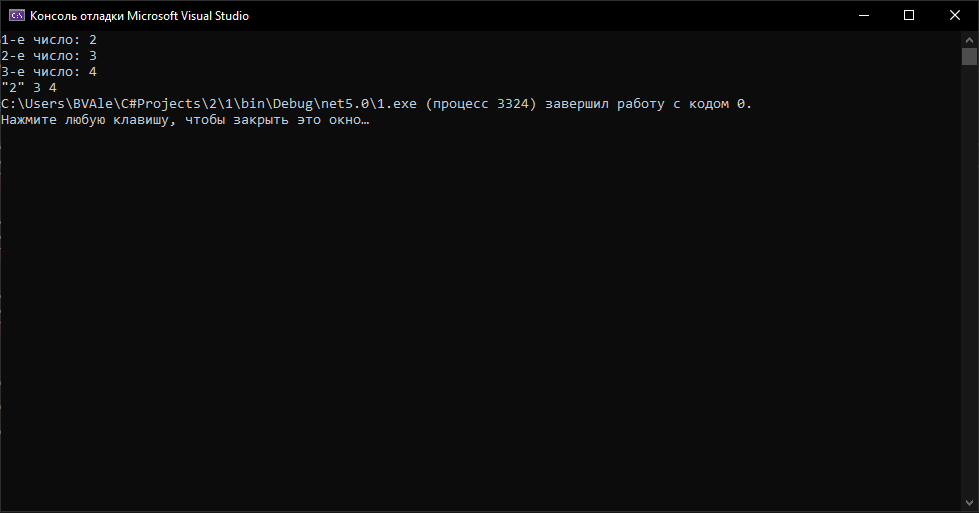 Консоль отладки Microsoft Visual Studio
1-е число: 2
2-е число: 3
3-е число: 4
"2" 3 4
C:\Users\BVAle\C#Projects\2\1\bin\Debug\net5.0\1.exe (процесс 3324) завершил работу с кодом 0.
Нажмите любую клавишу, чтобы закрыть это окно…